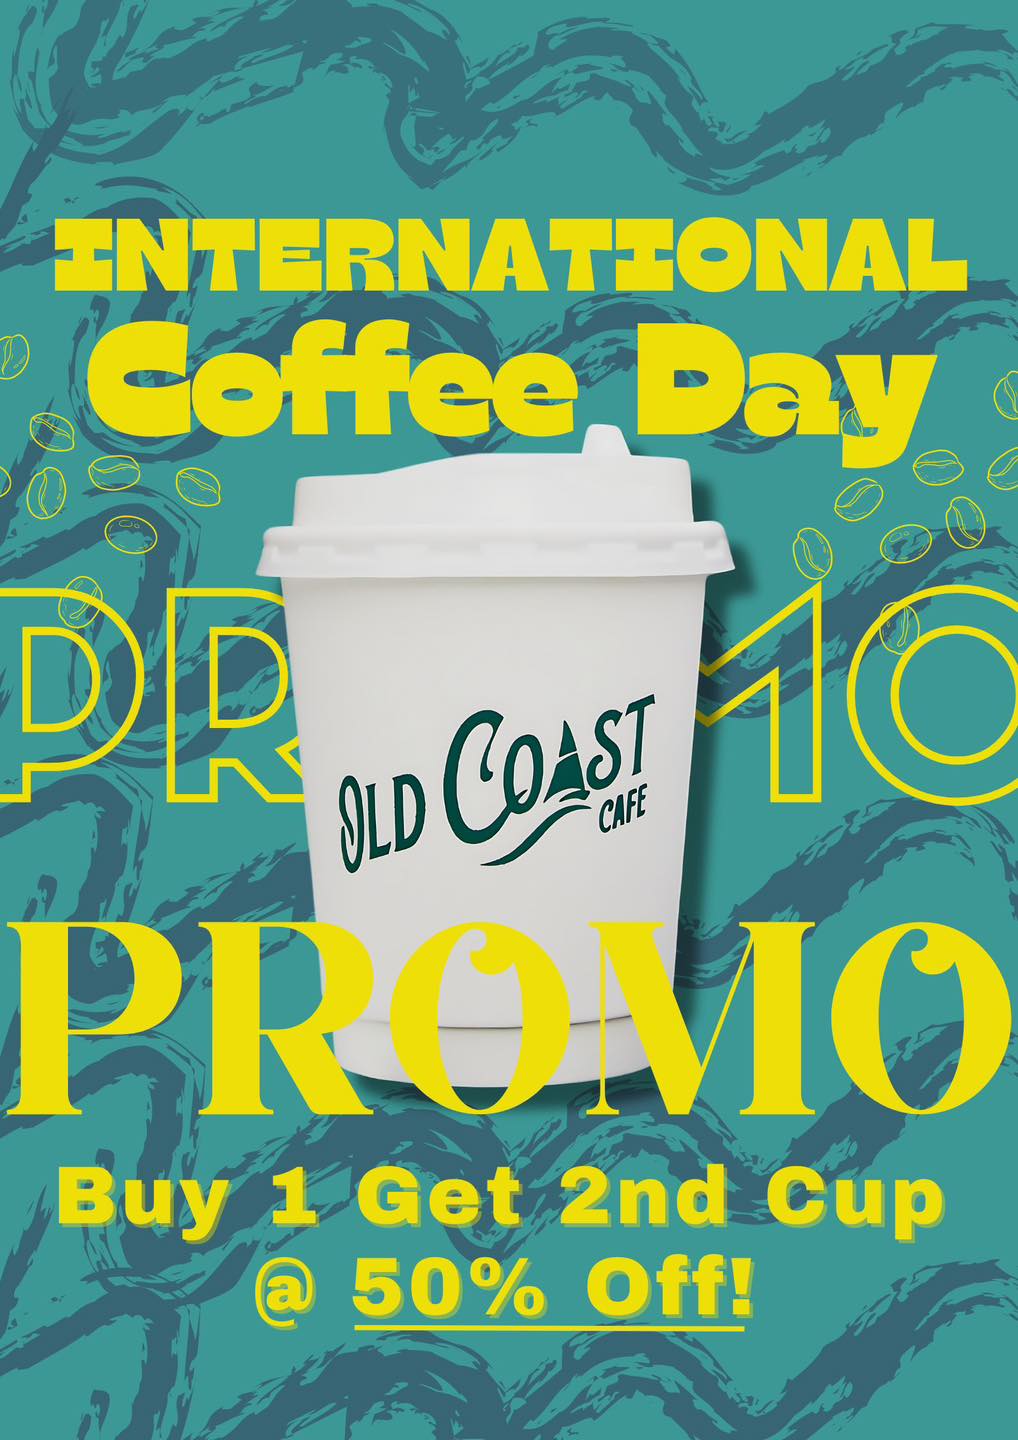 INTERNATIONAL
Coffee Day
PROMO
OLD COAST
CAFE
PROMO
Buy 1 Get 2nd Cup
@ 50% Off!